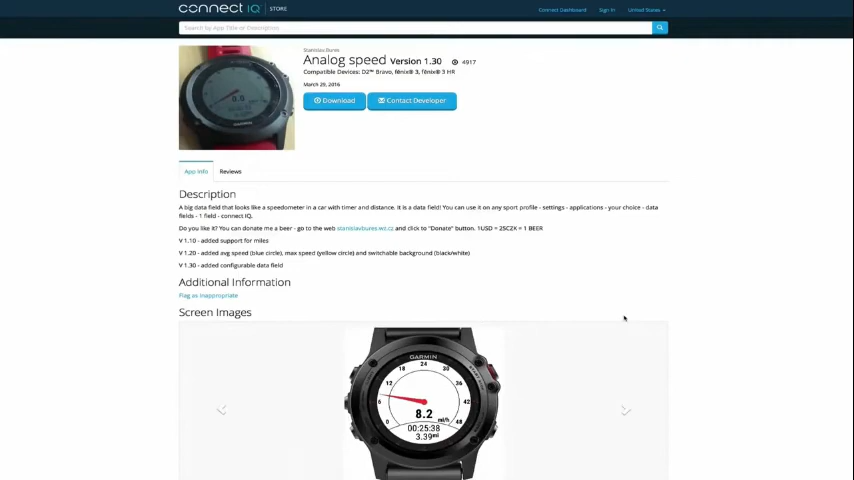 connect IQ STORE Connect Dashboard Sign In United States
Search by App Title or Description
Stanislav Bures
Analog speed Version 1.30 4917
Compatible Devices: D2™ Bravo, fēnix® 3, fēnix® 3 HR
March 29, 2016
Download Contact Developer
App Info Reviews
Description
A big data field that looks like a speedometer in a car with timer and distance. It is a data field! You can use it on any sport profile - settings - applications - your choice - data
fields - 1 field - connect IQ.
Do you like it? You can donate me a beer - go to the web stanislavbures.wz.cz and click to "Donate" button. 1USD = 25CZK = 1 BEER
V 1.10 - added support for miles
V 1.20 - added avg speed (blue circle), max speed (yellow circle) and switchable background (black/white)
V 1.30 - added configurable data field
Additional Information
Flag as Inappropriate
Screen Images
GARMIN
24
18 30
12 36
6 42
0 48
8.2 mi/h
00:25:38
3.39mi